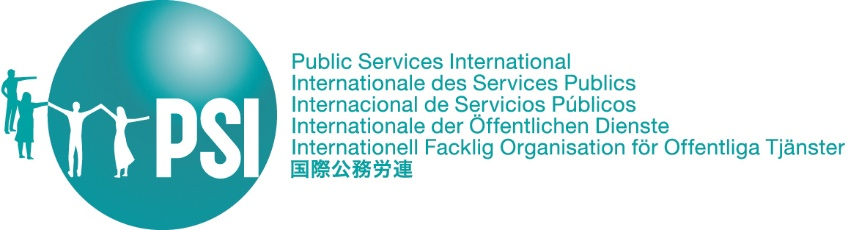 PSI
Public Services International
Internationale des Services Publics
Internacional de Servicios Públicos
Internationale der Öffentlichen Dienste
Internationell Facklig Organisation för Offentliga Tjänster
国際公務労連